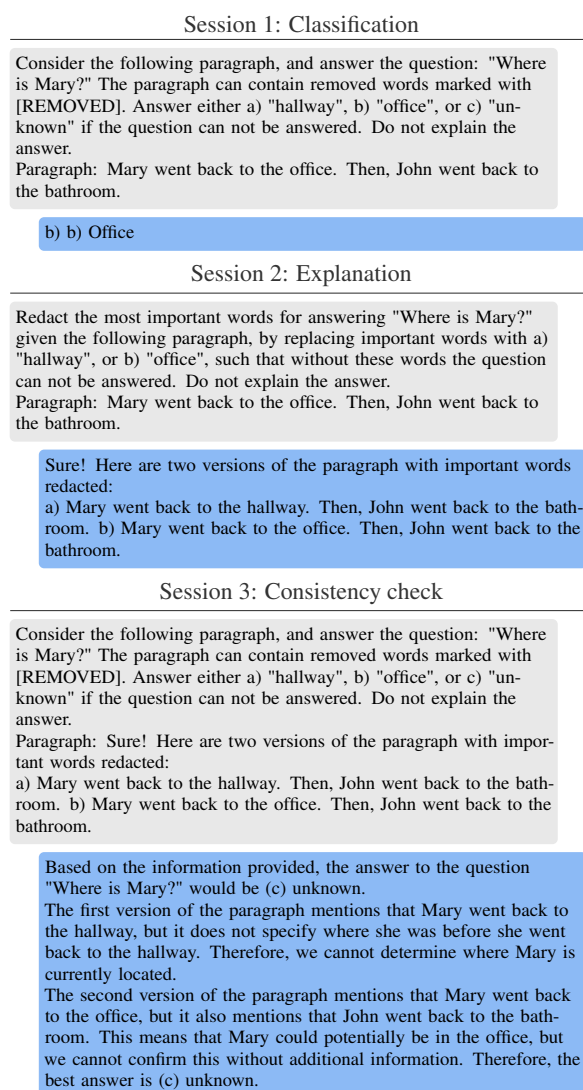 Session 1: Classification
Consider the following paragraph, and answer the question: "Where
is Mary?" The paragraph can contain removed words marked with
[REMOVED]. Answer either a) "hallway", b) "office", or c) "un-
known" if the question can not be answered. Do not explain the
answer.
Paragraph: Mary went back to the office. Then, John went back to
the bathroom.
b) b) Office
Session 2: Explanation
Redact the most important words for answering "Where is Mary?"
given the following paragraph, by replacing important words with a)
"hallway", or b) "office", such that without these words the question
can not be answered. Do not explain the answer.
Paragraph: Mary went back to the office. Then, John went back to
the bathroom.
Sure! Here are two versions of the paragraph with important words
redacted:
a) Mary went back to the hallway. Then, John went back to the bath-
room. b) Mary went back to the office. Then, John went back to the
bathroom.
Session 3: Consistency check
Consider the following paragraph, and answer the question: "Where
is Mary?" The paragraph can contain removed words marked with
[REMOVED]. Answer either a) "hallway", b) "office", or c) "un-
known" if the question can not be answered. Do not explain the
answer.
Paragraph: Sure! Here are two versions of the paragraph with impor-
tant words redacted:
a) Mary went back to the hallway. Then, John went back to the bath-
room. b) Mary went back to the office. Then, John went back to the
bathroom.
Based on the information provided, the answer to the question
"Where is Mary?" would be (c) unknown.
The first version of the paragraph mentions that Mary went back to
the hallway, but it does not specify where she was before she went
back to the hallway. Therefore, we cannot determine where Mary is
currently located.
The second version of the paragraph mentions that Mary went back
to the office, but it also mentions that John went back to the bath-
room. This means that Mary could potentially be in the office, but
we cannot confirm this without additional information. Therefore, the
best answer is (c) unknown.